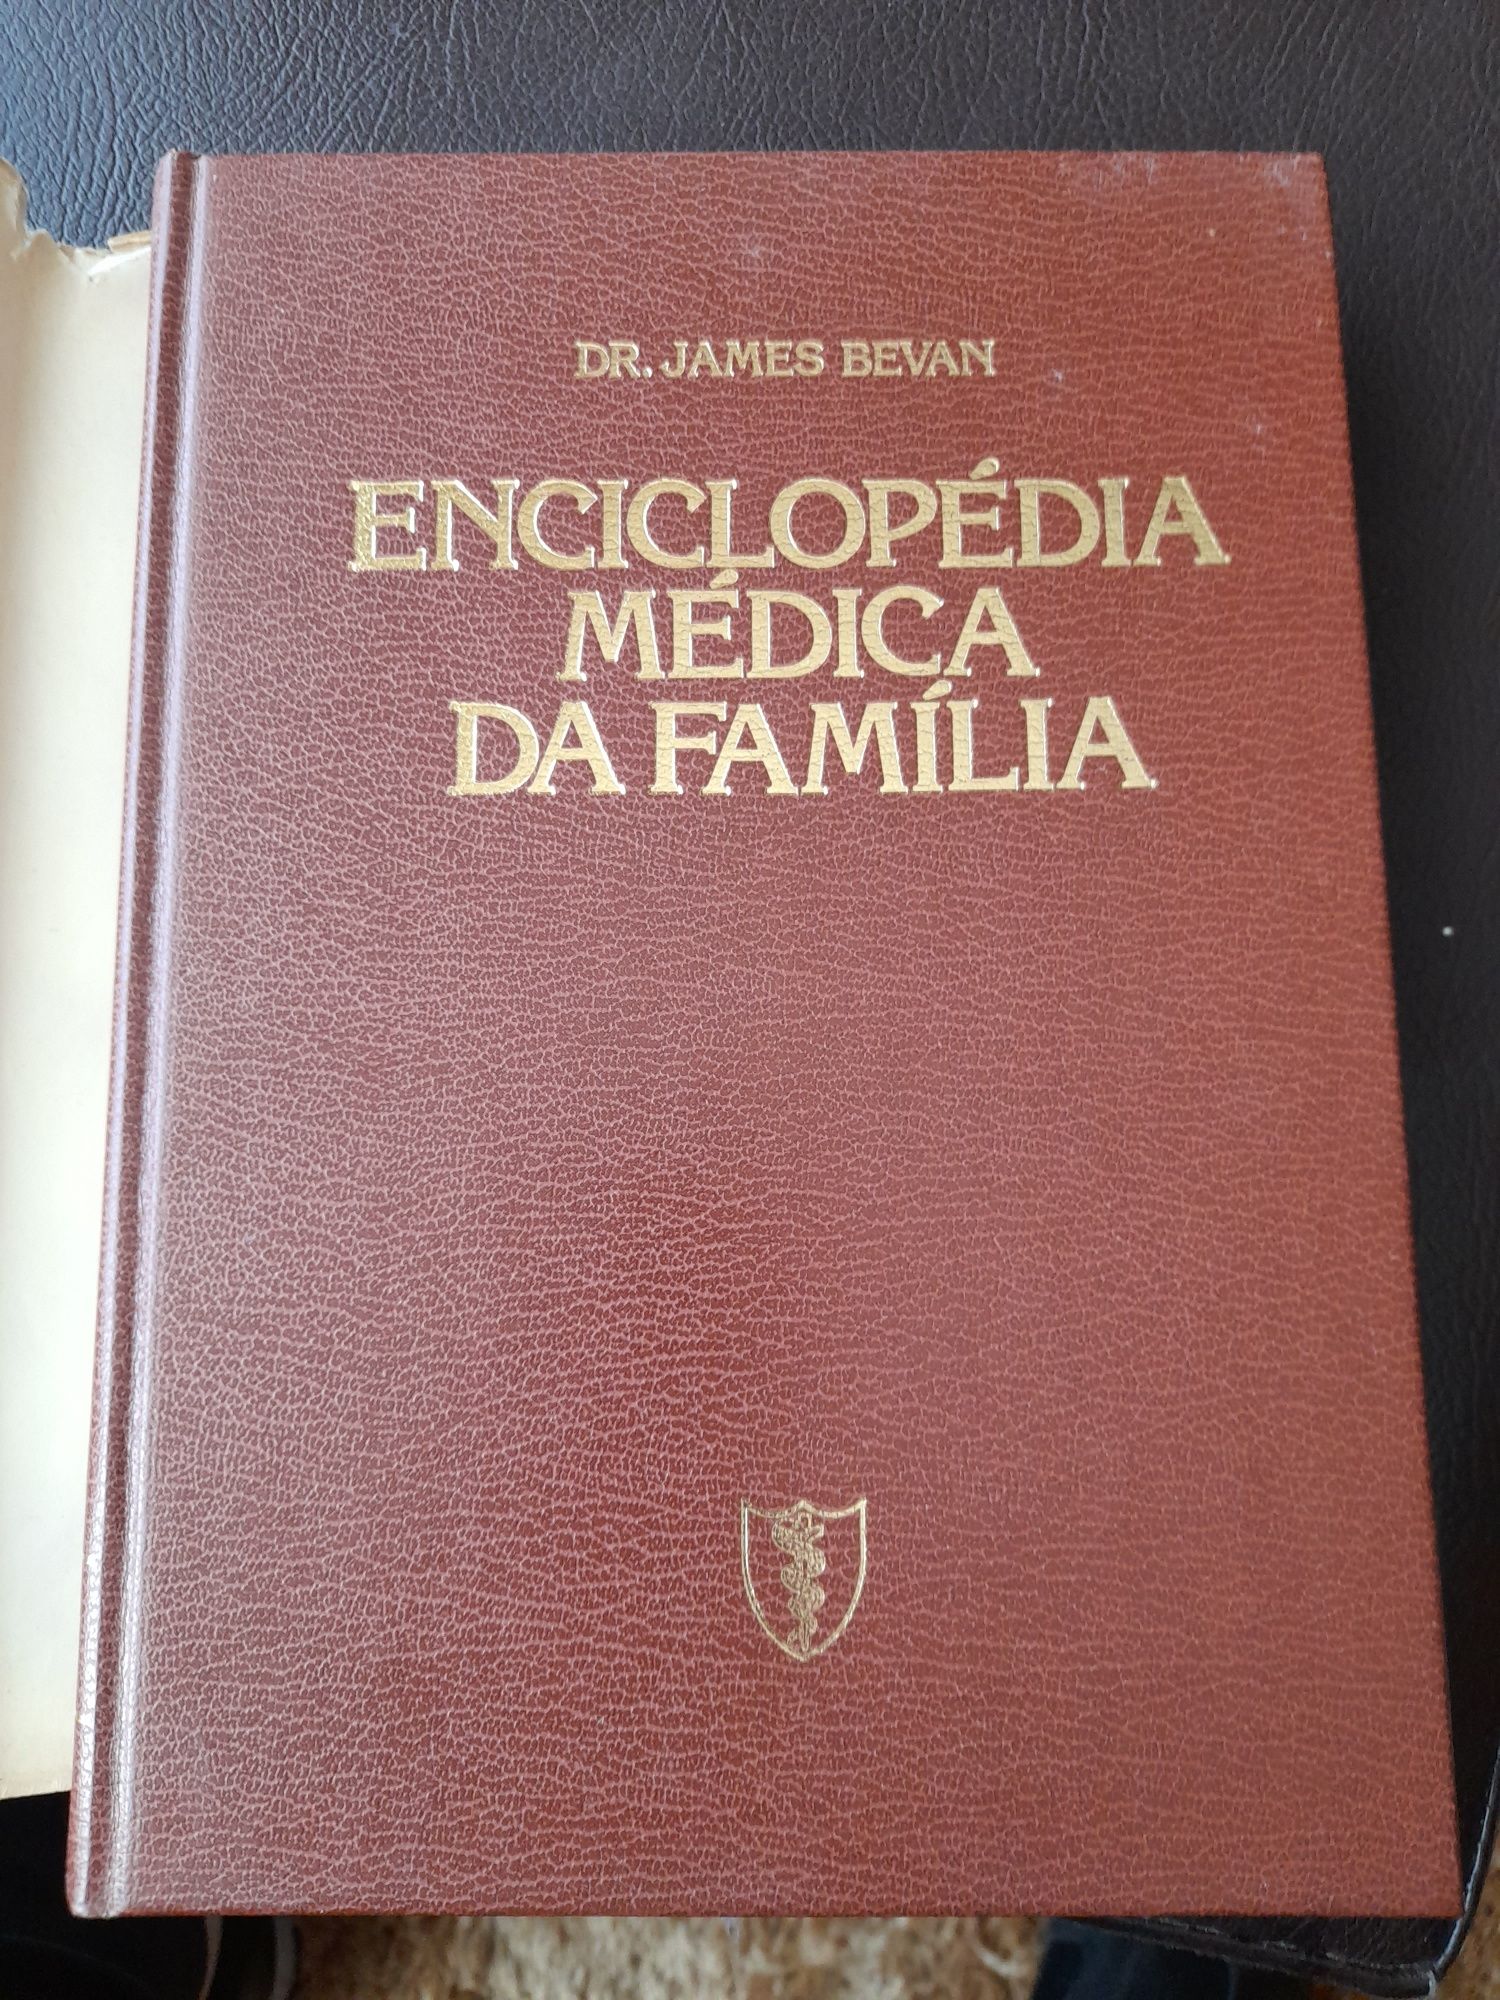 DR. JAMES BEVAN
ENCICLOPÉDIA
MÉDICA
DA FAMÍLIA